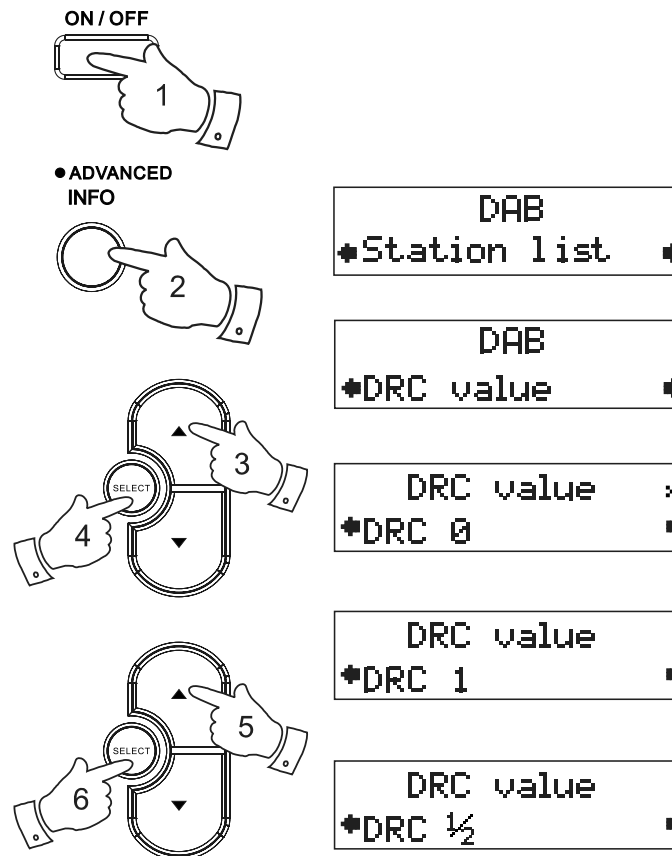 ON / OFF
1
● ADVANCED
INFO
2
DAB
Station list
DAB
DRC value
▲
3
SELECT
4
▼
DRC value
DRC 0
DRC value
DRC 1
▲
5
SELECT
6
▼
DRC value
DRC ½